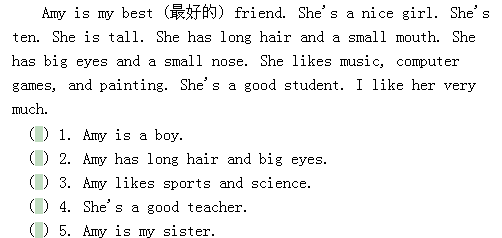 Amy is my best (最好的) friend. She's a nice girl. She's
ten. She is tall. She has long hair and a small mouth. She
has big eyes and a small nose. She likes music, computer
games, and painting. She's a good student. I like her very
much.
( ) 1. Amy is a boy.
( ) 2. Amy has long hair and big eyes.
( ) 3. Amy likes sports and science.
( ) 4. She's a good teacher.
( ) 5. Amy is my sister.